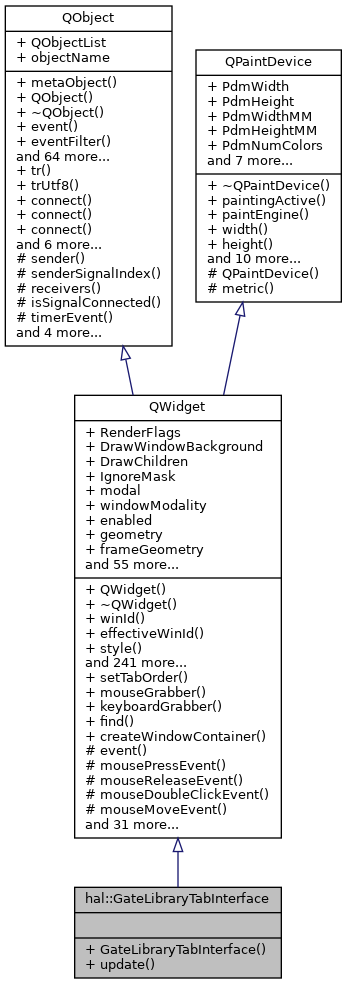 QObject
+ QObjectList
+ objectName
+ metaObject()
+ QObject()
+ ~QObject()
+ event()
+ eventFilter()
and 64 more...
+ tr()
+ trUtf8()
+ connect()
+ connect()
+ connect()
and 6 more...
# sender()
# senderSignalIndex()
# receivers()
# isSignalConnected()
# timerEvent()
and 4 more...
QPaintDevice
+ PdmWidth
+ PdmHeight
+ PdmWidthMM
+ PdmHeightMM
+ PdmNumColors
and 7 more...
+ ~QPaintDevice()
+ paintingActive()
+ paintEngine()
+ width()
+ height()
and 10 more...
# QPaintDevice()
# metric()
QWidget
+ RenderFlags
+ DrawWindowBackground
+ DrawChildren
+ IgnoreMask
+ modal
+ windowModality
+ enabled
+ geometry
+ frameGeometry
and 55 more...
+ QWidget()
+ ~QWidget()
+ winId()
+ effectiveWinId()
+ style()
and 241 more...
+ setTabOrder()
+ mouseGrabber()
+ keyboardGrabber()
+ find()
+ createWindowContainer()
# event()
# mousePressEvent()
# mouseReleaseEvent()
# mouseDoubleClickEvent()
# mouseMoveEvent()
and 31 more...
hal::GateLibraryTabInterface
+ GateLibraryTabInterface()
+ update()